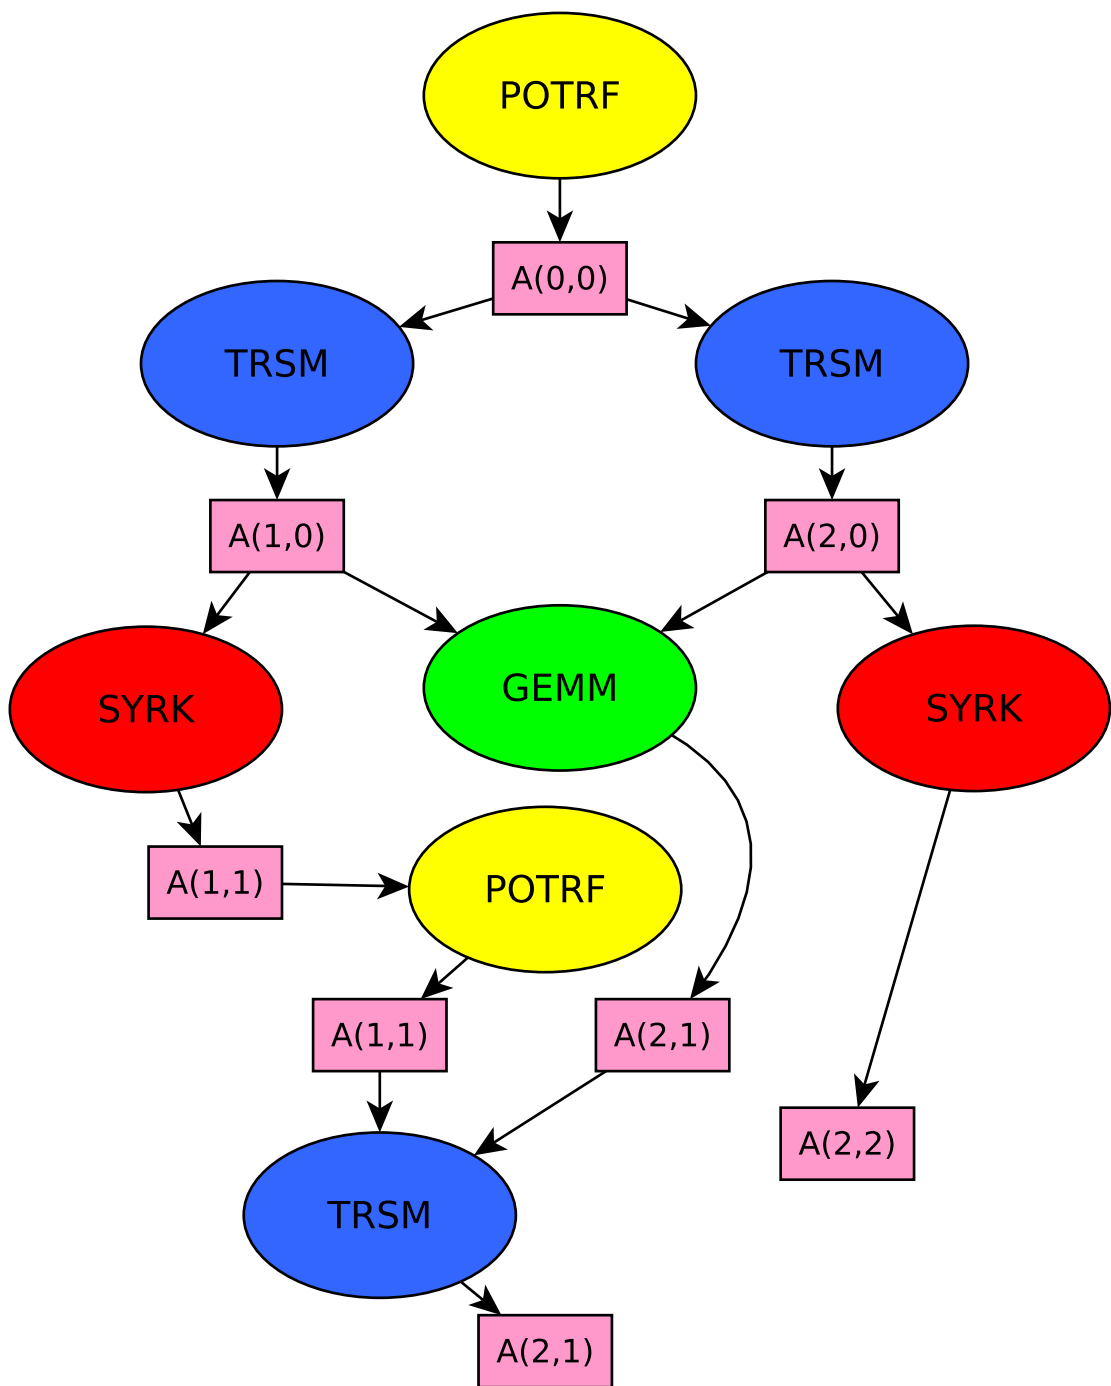 POTRF
A(0,0)
TRSM
TRSM
A(1,0)
A(2,0)
SYRK
GEMM
SYRK
A(1,1)
POTRF
A(1,1)
A(2,1)
A(2,2)
TRSM
A(2,1)